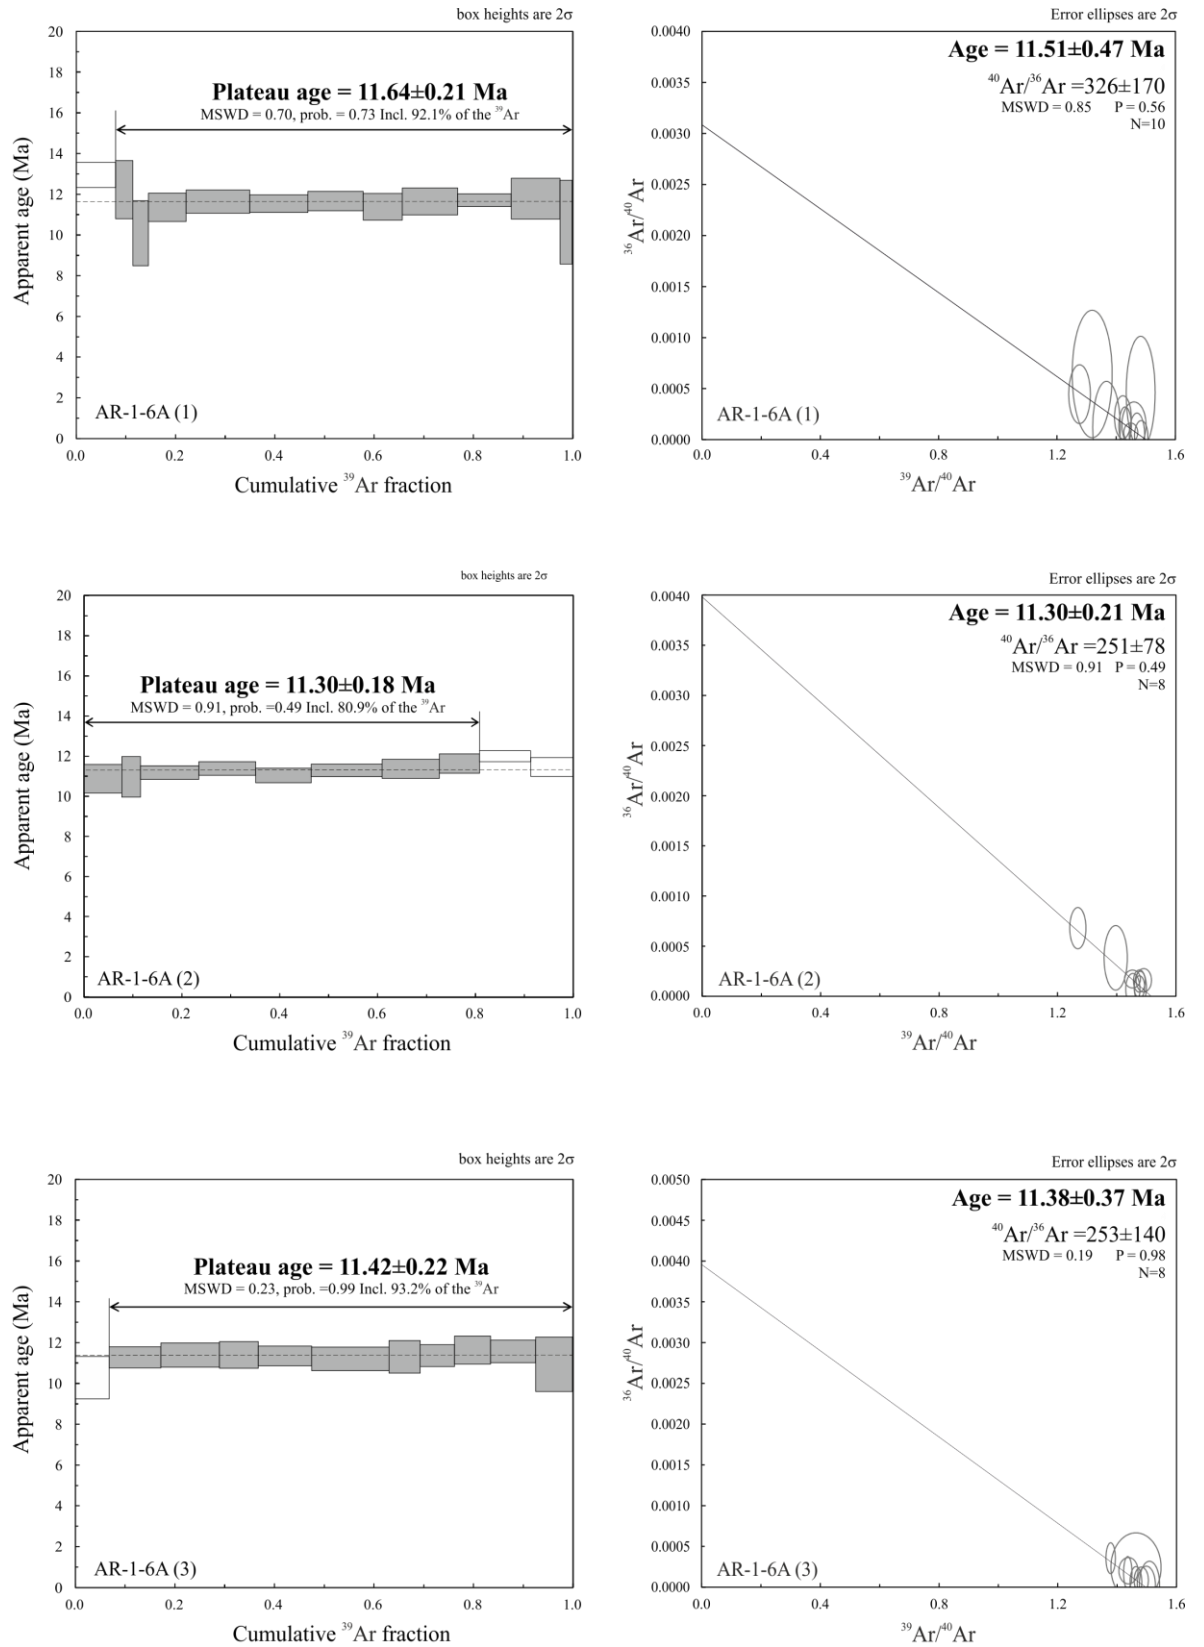 box heights are 2σ
Plateau age = 11.64±0.21 Ma
MSWD = 0.70, prob. = 0.73 Incl. 92.1% of the ³⁹Ar
Apparent age (Ma)
20
18
16
14
12
10
8
6
4
2
0
AR-1-6A (1)
0.0 0.2 0.4 0.6 0.8 1.0
Cumulative ³⁹Ar fraction
Error ellipses are 2σ
Age = 11.51±0.47 Ma
⁴⁰Ar/³⁶Ar =326±170
MSWD = 0.85 P = 0.56
N=10
³⁶Ar/⁴⁰Ar
0.0040
0.0035
0.0030
0.0025
0.0020
0.0015
0.0010
0.0005
0.0000
AR-1-6A (1)
0.0 0.4 0.8 1.2 1.6
³⁹Ar/⁴⁰Ar
box heights are 2σ
Plateau age = 11.30±0.18 Ma
MSWD = 0.91, prob. =0.49 Incl. 80.9% of the ³⁹Ar
Apparent age (Ma)
20
18
16
14
12
10
8
6
4
2
0
AR-1-6A (2)
0.0 0.2 0.4 0.6 0.8 1.0
Cumulative ³⁹Ar fraction
Error ellipses are 2σ
Age = 11.30±0.21 Ma
⁴⁰Ar/³⁶Ar =251±78
MSWD = 0.91 P = 0.49
N=8
³⁶Ar/⁴⁰Ar
0.0040
0.0035
0.0030
0.0025
0.0020
0.0015
0.0010
0.0005
0.0000
AR-1-6A (2)
0.0 0.4 0.8 1.2 1.6
³⁹Ar/⁴⁰Ar
box heights are 2σ
Plateau age = 11.42±0.22 Ma
MSWD = 0.23, prob. =0.99 Incl. 93.2% of the ³⁹Ar
Apparent age (Ma)
20
18
16
14
12
10
8
6
4
2
0
AR-1-6A (3)
0.0 0.2 0.4 0.6 0.8 1.0
Cumulative ³⁹Ar fraction
Error ellipses are 2σ
Age = 11.38±0.37 Ma
⁴⁰Ar/³⁶Ar =253±140
MSWD = 0.19 P = 0.98
N=8
³⁶Ar/⁴⁰Ar
0.0050
0.0045
0.0040
0.0035
0.0030
0.0025
0.0020
0.0015
0.0010
0.0005
0.0000
AR-1-6A (3)
0.0 0.4 0.8 1.2 1.6
³⁹Ar/⁴⁰Ar